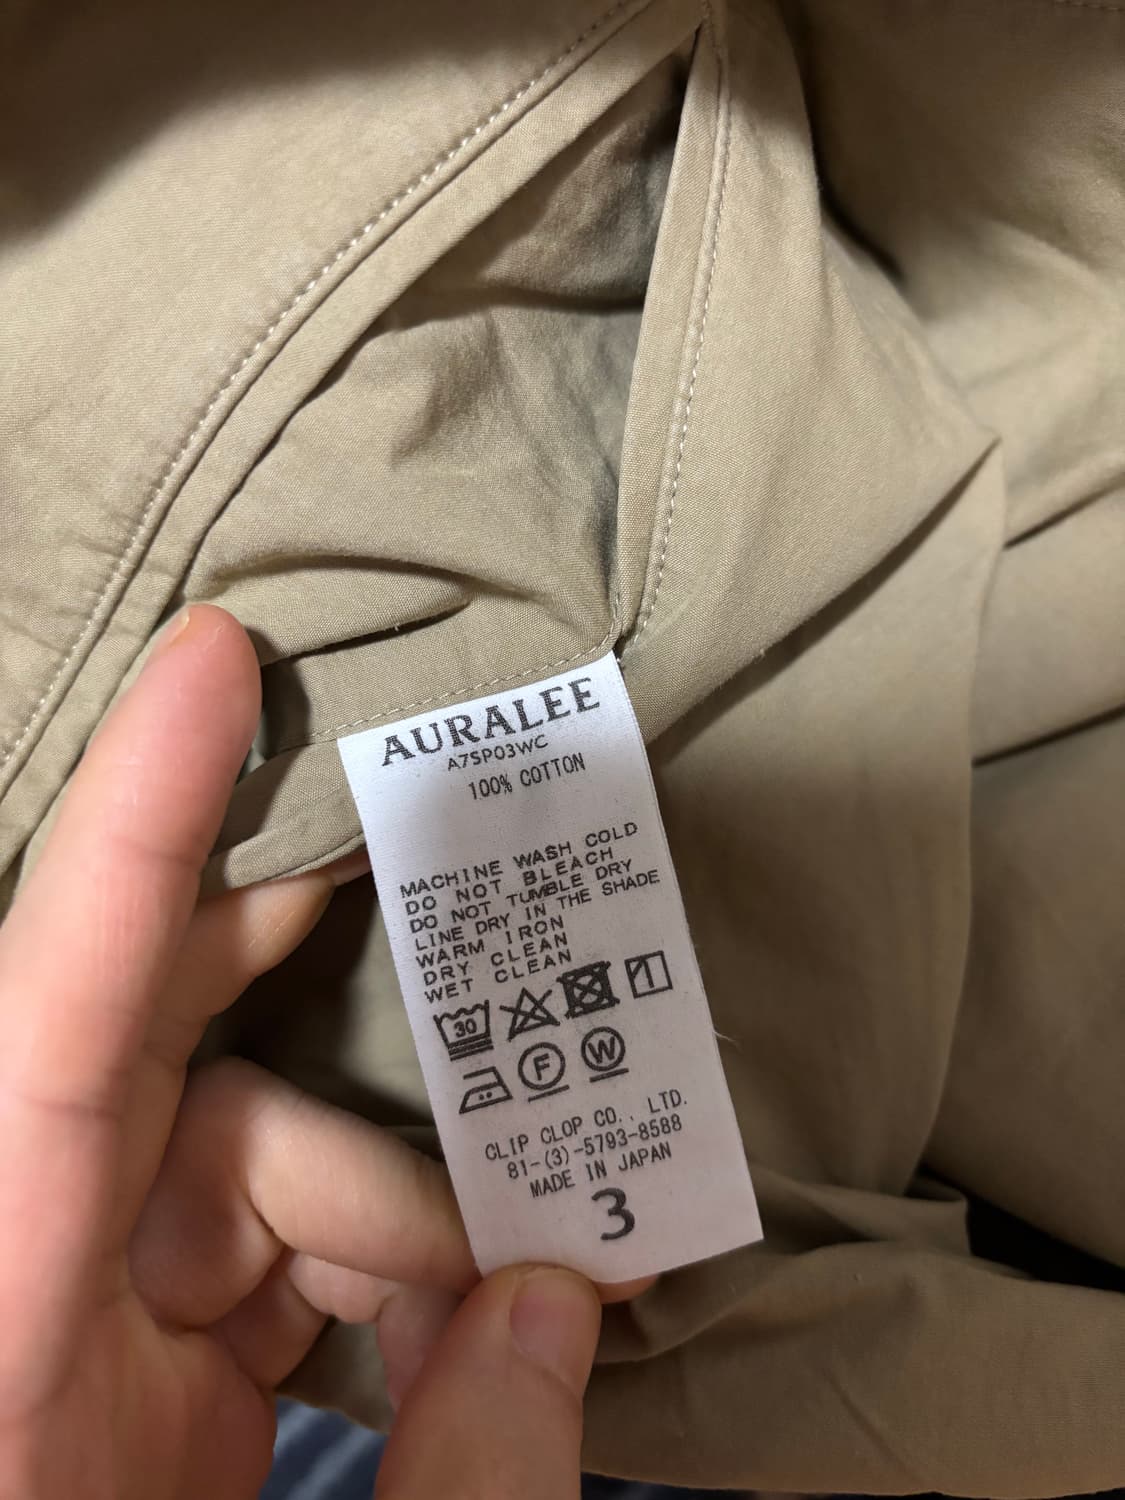 AURALEE
A7SP03WC
100% COTTON
MACHINE WASH COLD
DO NOT BLEACH
DO NOT TUMBLE DRY
LINE DRY IN THE SHADE
WARM IRON
DRY CLEAN
WET CLEAN
30
F W
CLIP CLOP CO., LTD.
81-(3)-5793-8588
MADE IN JAPAN
3